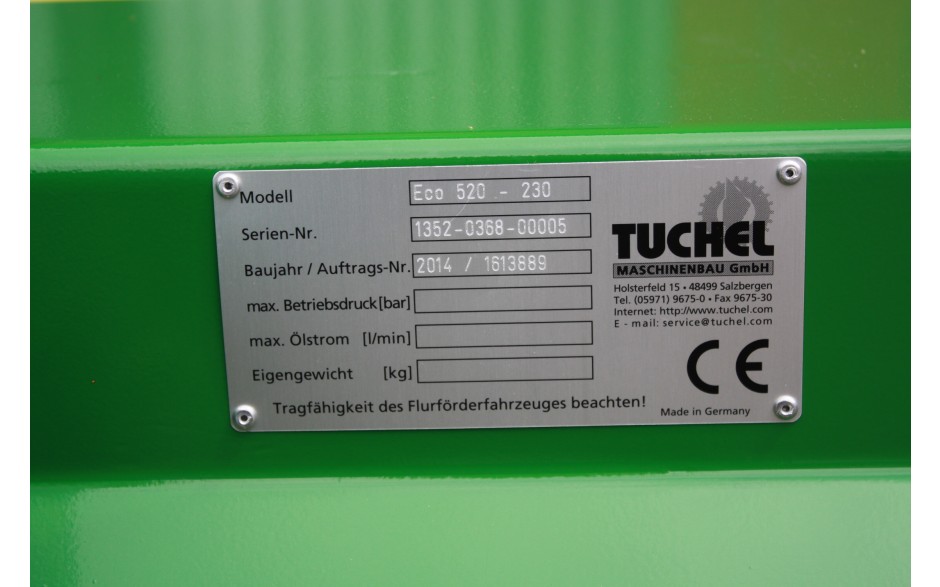 Modell Eco 520 - 230
Serien-Nr. 1352-0368-00005
Baujahr / Auftrags-Nr. 2014 / 1613889
max. Betriebsdruck [bar]
max. Ölstrom [l/min]
Eigengewicht [kg]
Tragfähigkeit des Flurförderfahrzeuges beachten!
TUCHEL
MASCHINENBAU GmbH
Holsterfeld 15 • 48499 Salzbergen
Tel. (05971) 9675-0 • Fax 9675-30
Internet: http://www.tuchel.com
E - mail: service@tuchel.com
CE
Made in Germany